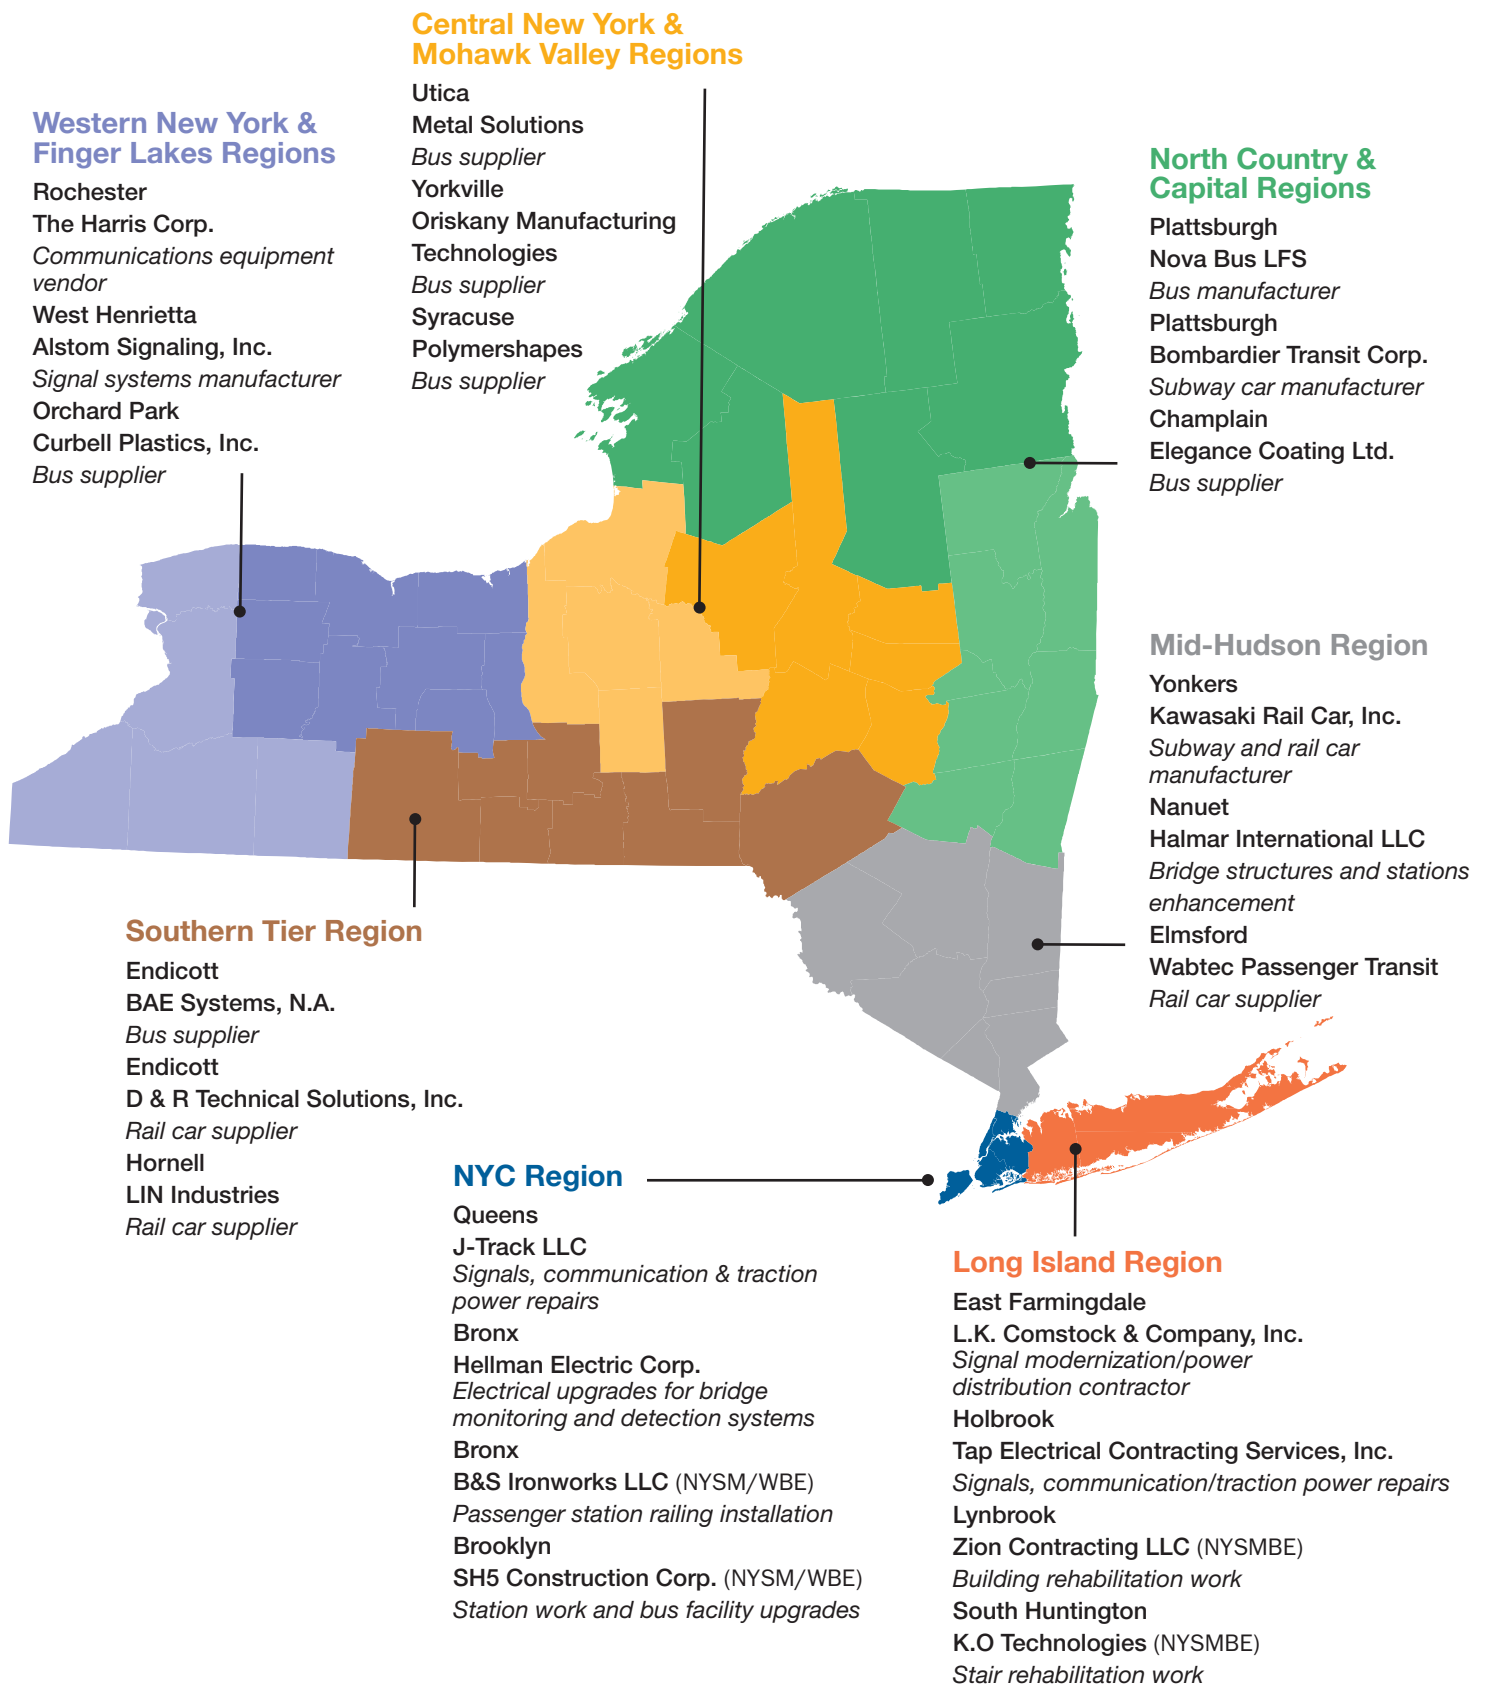 Central New York &
Mohawk Valley Regions
Utica
Metal Solutions
Bus supplier
Yorkville
Oriskany Manufacturing
Technologies
Bus supplier
Syracuse
Polymershapes
Bus supplier
Western New York &
Finger Lakes Regions
Rochester
The Harris Corp.
Communications equipment
vendor
West Henrietta
Alstom Signaling, Inc.
Signal systems manufacturer
Orchard Park
Curbell Plastics, Inc.
Bus supplier
North Country &
Capital Regions
Plattsburgh
Nova Bus LFS
Bus manufacturer
Plattsburgh
Bombardier Transit Corp.
Subway car manufacturer
Champlain
Elegance Coating Ltd.
Bus supplier
Mid-Hudson Region
Yonkers
Kawasaki Rail Car, Inc.
Subway and rail car
manufacturer
Nanuet
Halmar International LLC
Bridge structures and stations
enhancement
Elmsford
Wabtec Passenger Transit
Rail car supplier
Southern Tier Region
Endicott
BAE Systems, N.A.
Bus supplier
Endicott
D & R Technical Solutions, Inc.
Rail car supplier
Hornell
LIN Industries
Rail car supplier
NYC Region
Queens
J-Track LLC
Signals, communication & traction
power repairs
Bronx
Hellman Electric Corp.
Electrical upgrades for bridge
monitoring and detection systems
Bronx
B&S Ironworks LLC (NYSM/WBE)
Passenger station railing installation
Brooklyn
SH5 Construction Corp. (NYSM/WBE)
Station work and bus facility upgrades
Long Island Region
East Farmingdale
L.K. Comstock & Company, Inc.
Signal modernization/power
distribution contractor
Holbrook
Tap Electrical Contracting Services, Inc.
Signals, communication/traction power repairs
Lynbrook
Zion Contracting LLC (NYSMBE)
Building rehabilitation work
South Huntington
K.O Technologies (NYSMBE)
Stair rehabilitation work